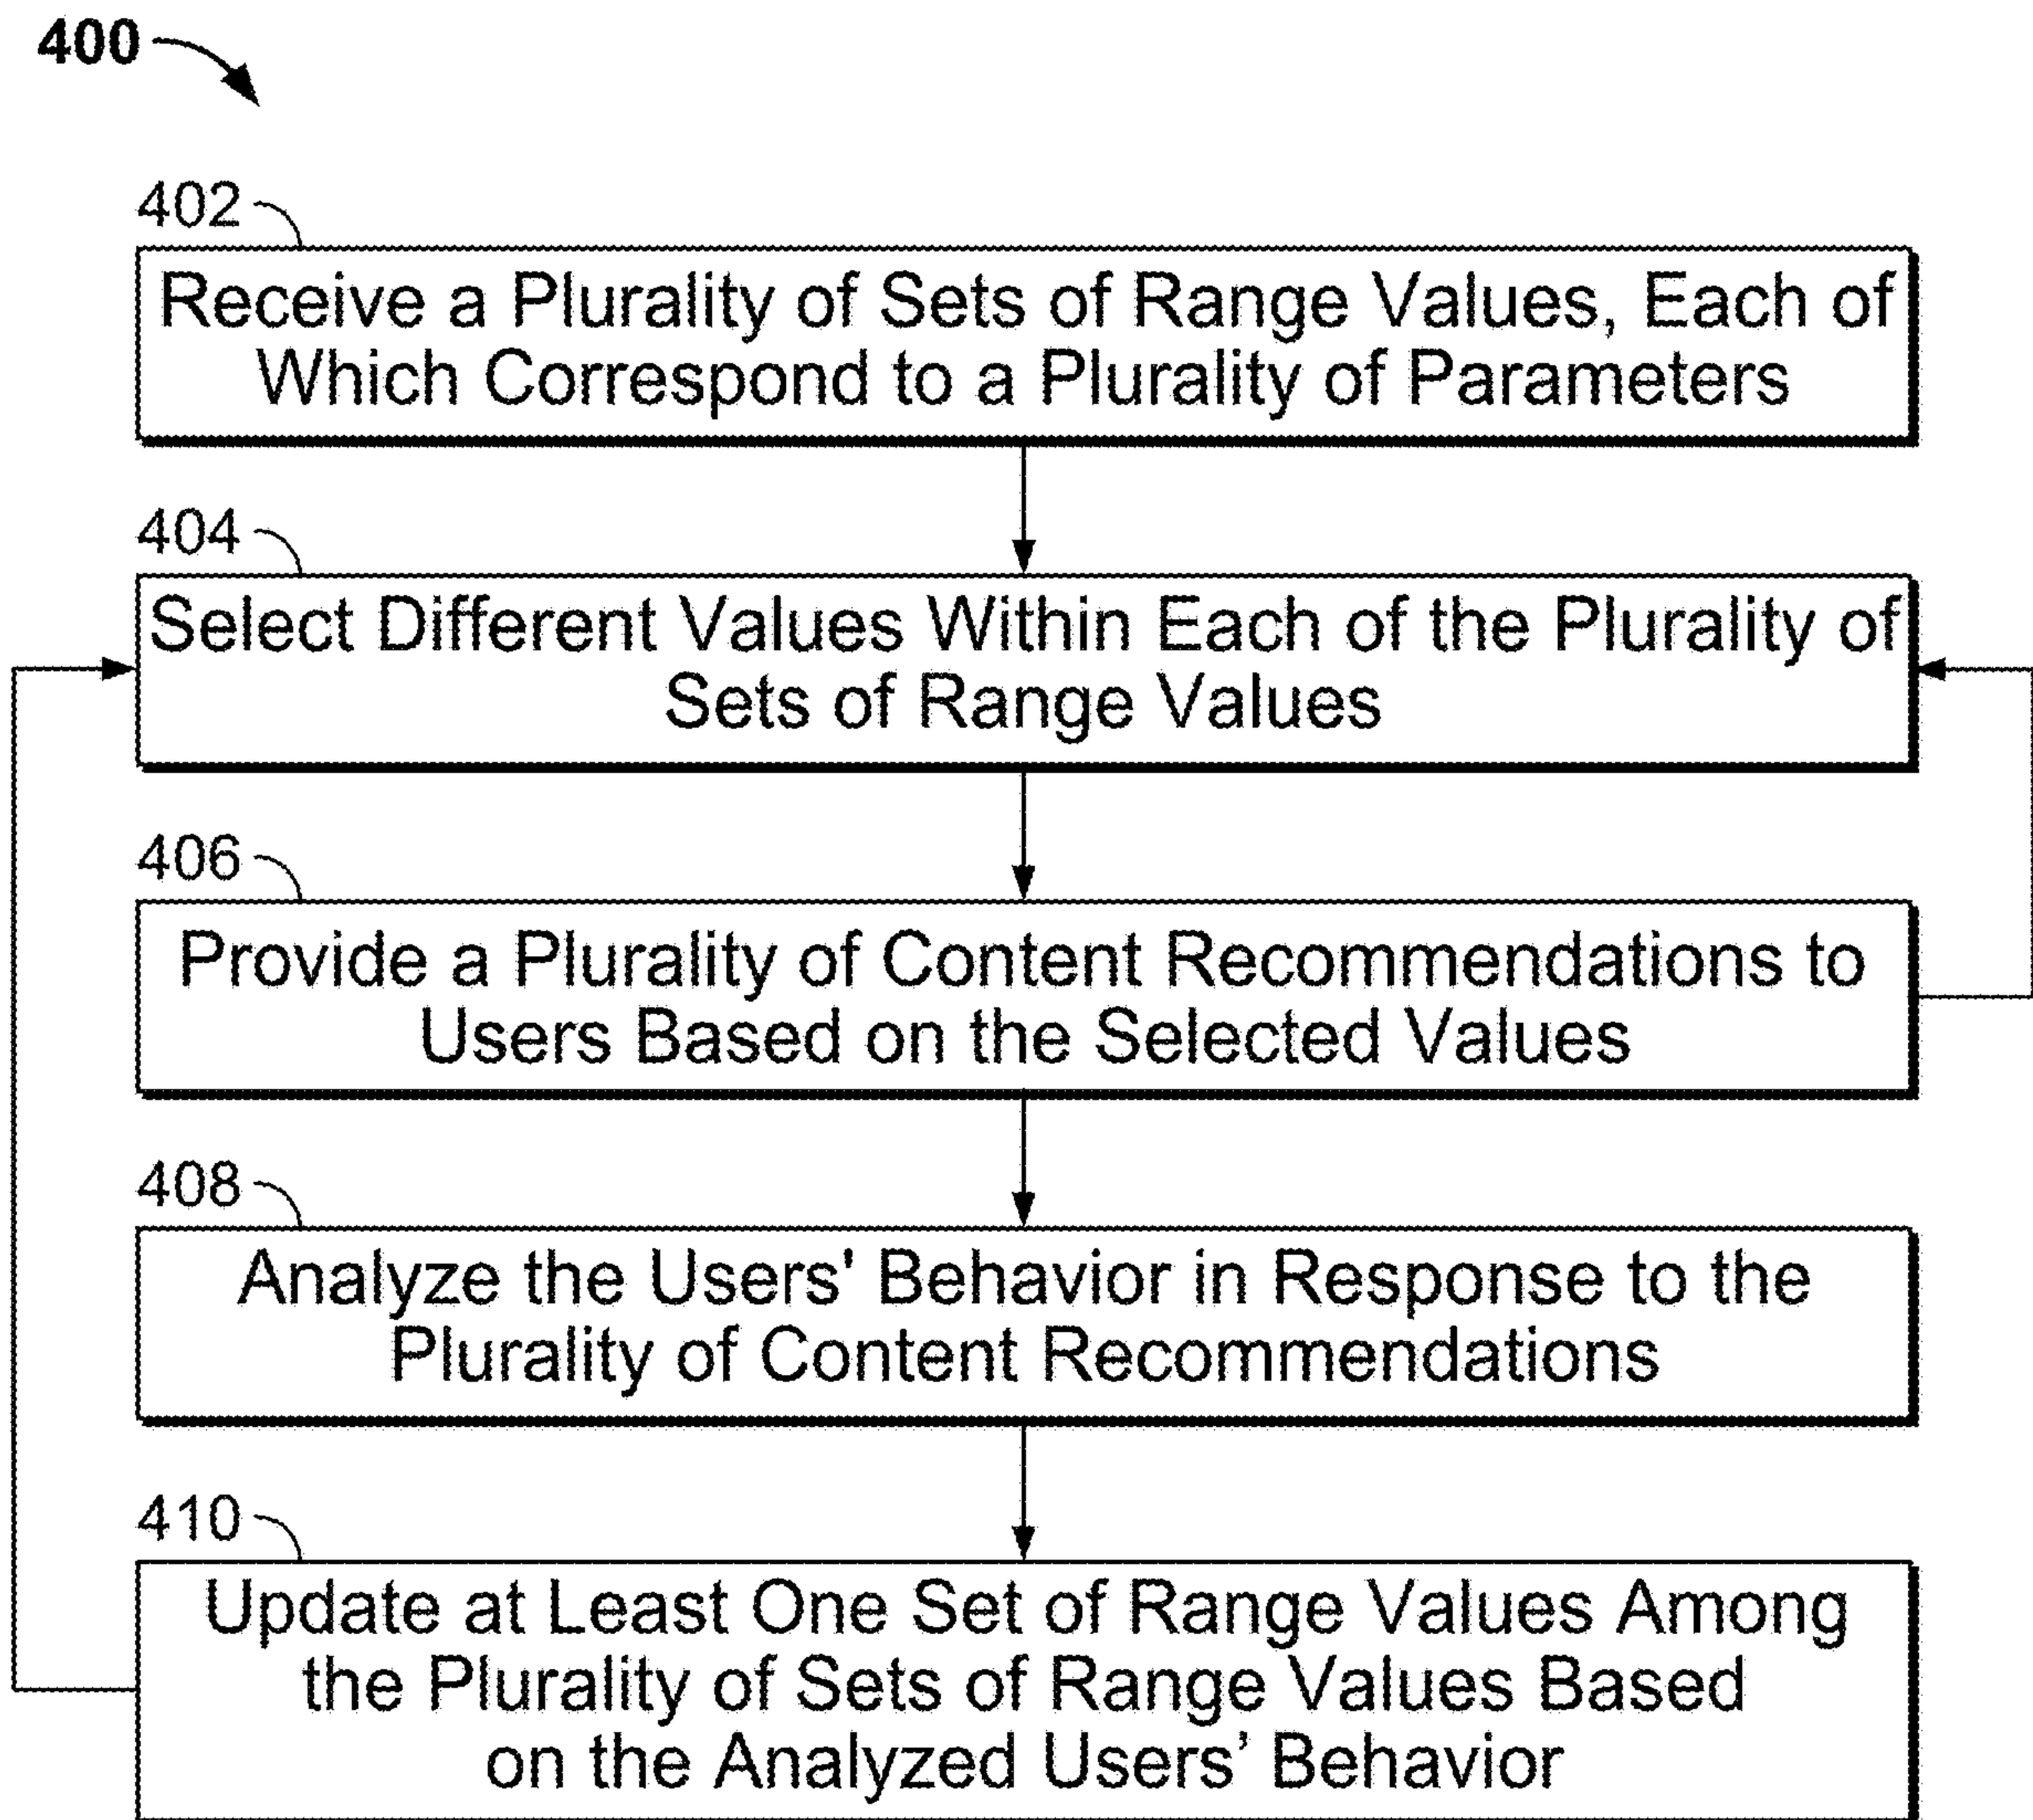 400
402
Receive a Plurality of Sets of Range Values, Each of
Which Correspond to a Plurality of Parameters
404
Select Different Values Within Each of the Plurality of
Sets of Range Values
406
Provide a Plurality of Content Recommendations to
Users Based on the Selected Values
408
Analyze the Users' Behavior in Response to the
Plurality of Content Recommendations
410
Update at Least One Set of Range Values Among
the Plurality of Sets of Range Values Based
on the Analyzed Users’ Behavior